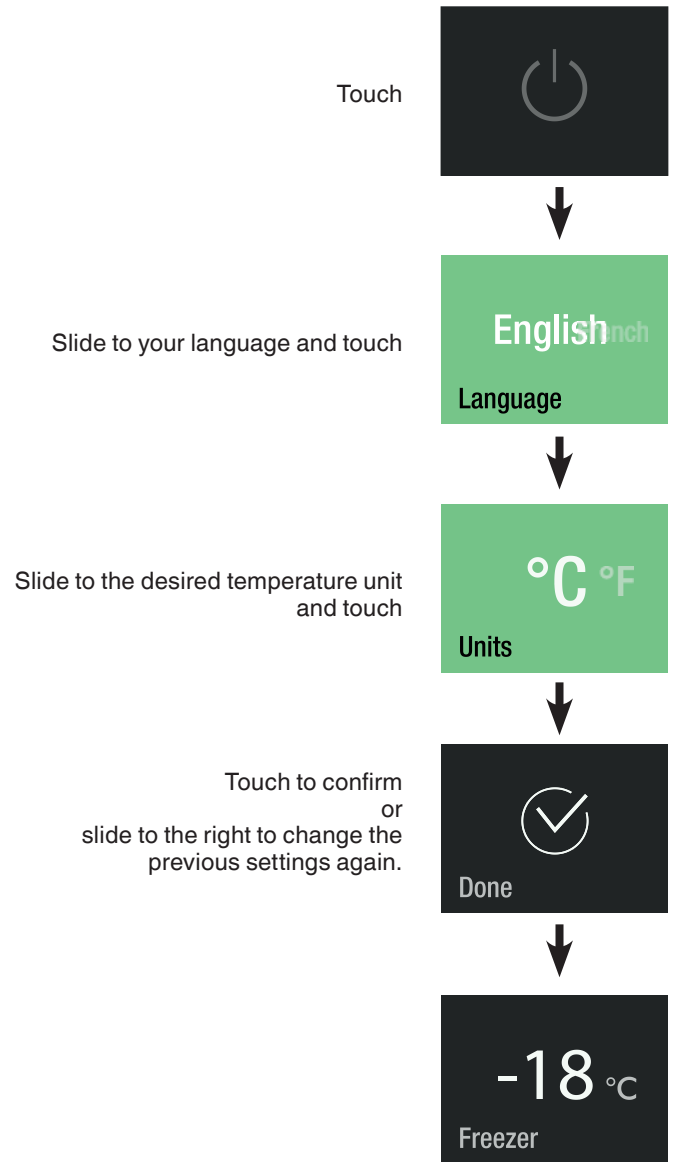 Touch
Slide to your language and touch
English French
Language
Slide to the desired temperature unit
and touch
°C °F
Units
Touch to confirm
or
slide to the right to change the
previous settings again.
Done
-18 °C
Freezer